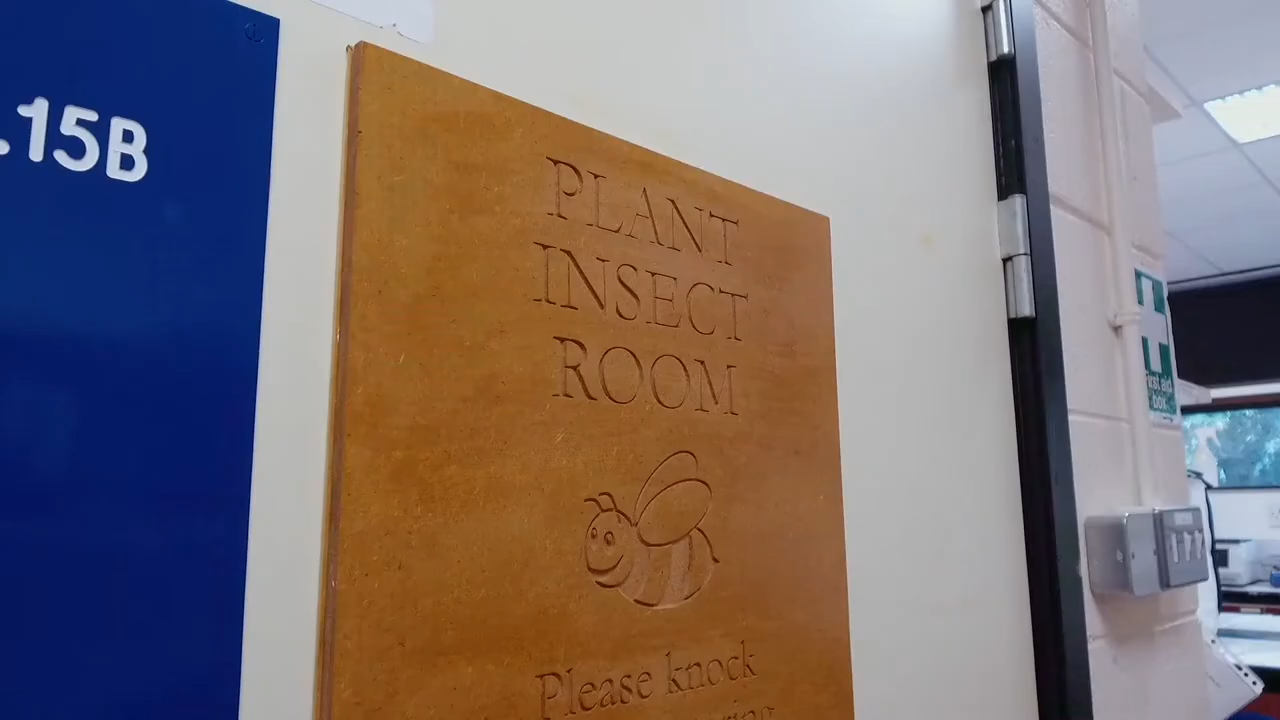 .15B
PLANT
INSECT
ROOM
Please knock
First aid
box